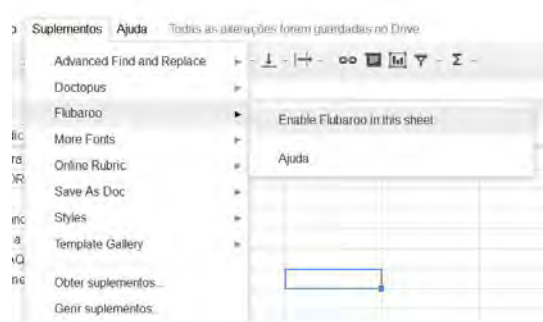 Suplementos Ajuda Todas as alterações foram guardadas no Drive
Advanced Find and Replace
Doctopus
Flubaroo
Enable Flubaroo in this sheet
More Fonts
Ajuda
Online Rubric
Save As Doc
Styles
Template Gallery
Obter suplementos...
Gerir suplementos.